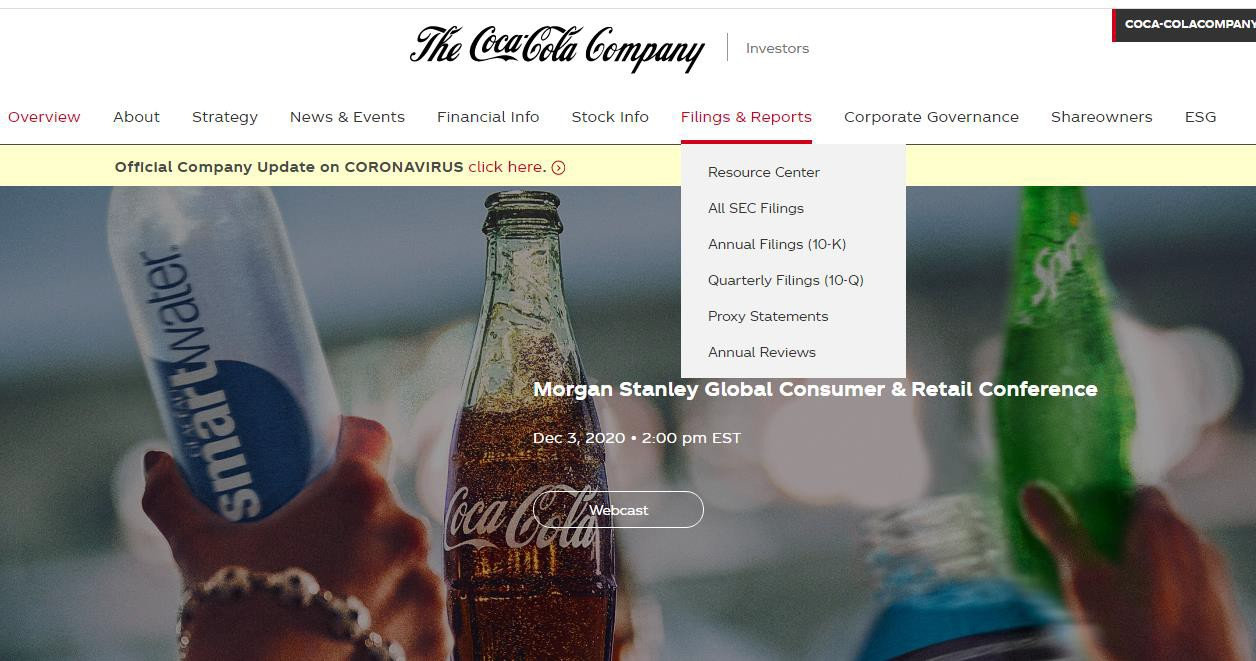 COCA-COLACOMPANY
The Coca-Cola Company
Investors
Overview About Strategy News & Events Financial Info Stock Info Filings & Reports Corporate Governance Shareowners ESG
Official Company Update on CORONAVIRUS click here.
Resource Center
All SEC Filings
Annual Filings (10-K)
Quarterly Filings (10-Q)
Proxy Statements
Annual Reviews
Morgan Stanley Global Consumer & Retail Conference
Dec 3, 2020 • 2:00 pm EST
Webcast
smartwater.
Coca Cola